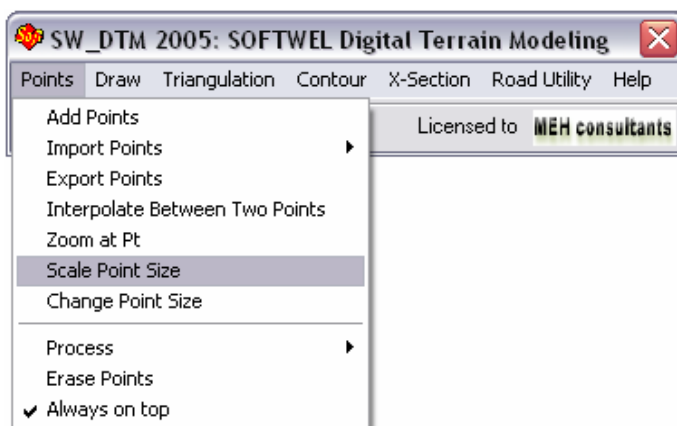 SW_DTM 2005: SOFTWEL Digital Terrain Modeling
Points Draw Triangulation Contour X-Section Road Utility Help
Licensed to MEH consultants
Add Points
Import Points
Export Points
Interpolate Between Two Points
Zoom at Pt
Scale Point Size
Change Point Size
Process
Erase Points
Always on top